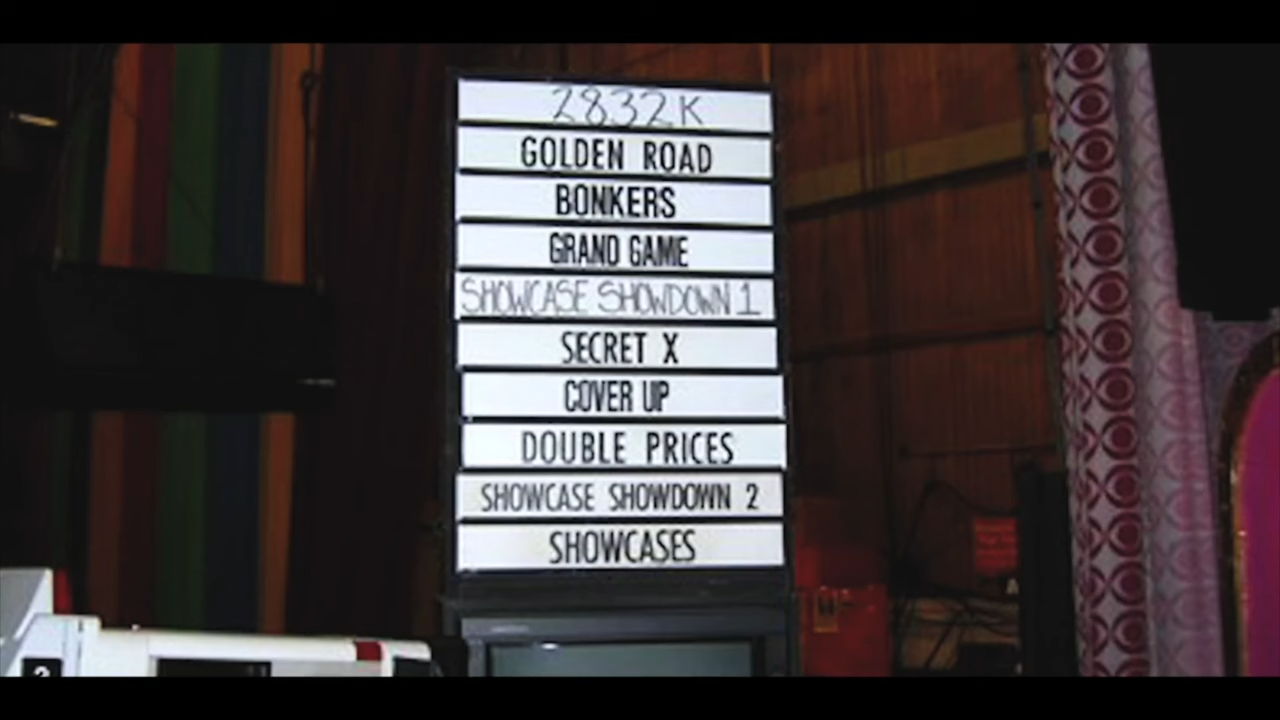 2832K
GOLDEN ROAD
BONKERS
GRAND GAME
SHOWCASE SHOWDOWN 1
SECRET X
COVER UP
DOUBLE PRICES
SHOWCASE SHOWDOWN 2
SHOWCASES